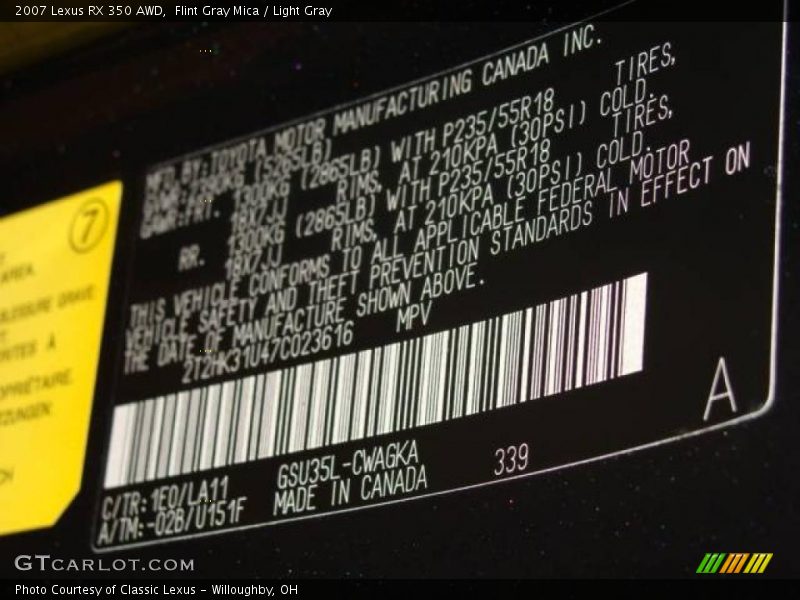 2007 Lexus RX 350 AWD,  Flint Gray Mica / Light Gray
MFD.BY:TOYOTA MOTOR MANUFACTURING CANADA INC.
(5265LB)
GAWR:FRT. 1300KG (2865LB) WITH P235/55R18 TIRES,
18X7JJ RIMS, AT 210KPA (30PSI) COLD.
RR. 1300KG (2865LB) WITH P235/55R18 TIRES,
18X7JJ RIMS, AT 210KPA (30PSI) COLD.
THIS VEHICLE CONFORMS TO ALL APPLICABLE FEDERAL MOTOR
VEHICLE SAFETY AND THEFT PREVENTION STANDARDS IN EFFECT ON
THE DATE OF MANUFACTURE SHOWN ABOVE.
2T2HK31U47C023616 MPV
C/TR:1E0/LA11 GSU35L-CWAGKA 339
A/TM:-02B/U151F MADE IN CANADA
A
7
AREA.
À
GTCARLOT.COM
Photo Courtesy of Classic Lexus - Willoughby, OH